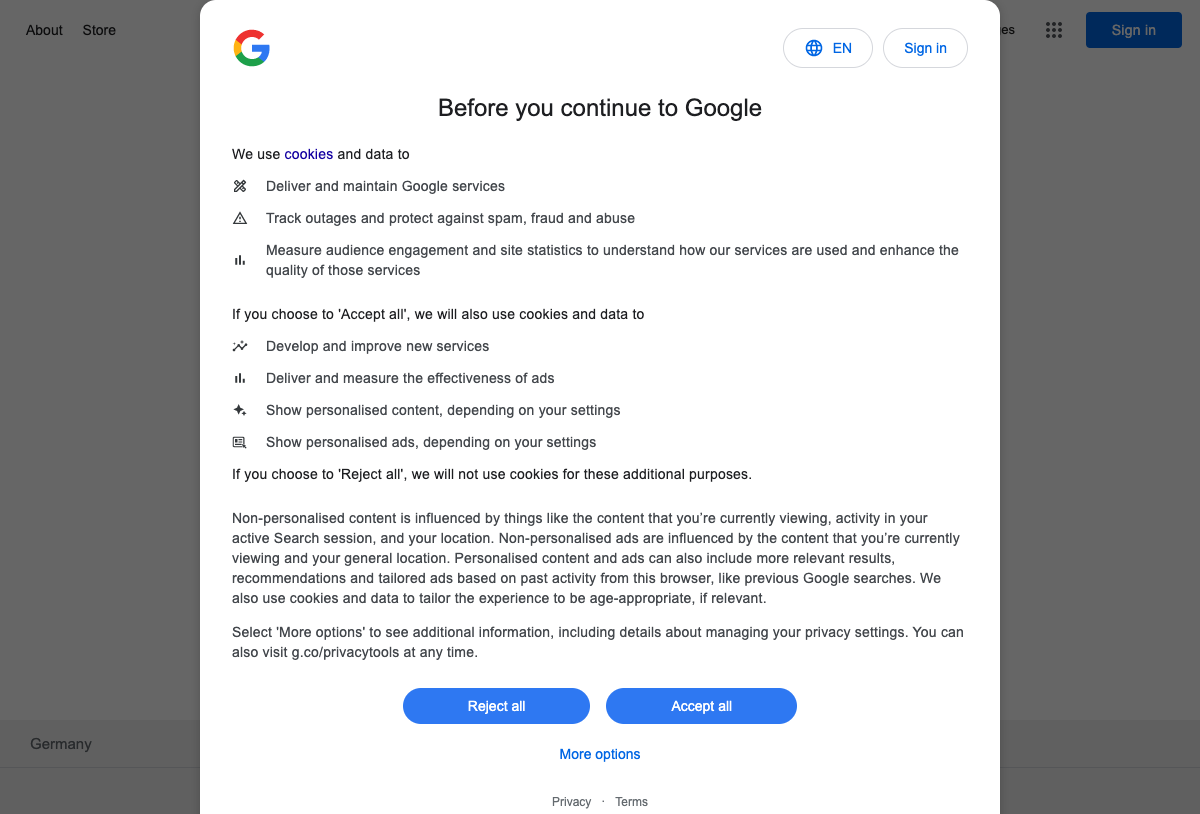 About Store
es
Sign in
EN
Sign in
Before you continue to Google
We use cookies and data to
Deliver and maintain Google services
Track outages and protect against spam, fraud and abuse
Measure audience engagement and site statistics to understand how our services are used and enhance the
quality of those services
If you choose to 'Accept all', we will also use cookies and data to
Develop and improve new services
Deliver and measure the effectiveness of ads
Show personalised content, depending on your settings
Show personalised ads, depending on your settings
If you choose to 'Reject all', we will not use cookies for these additional purposes.
Non-personalised content is influenced by things like the content that you’re currently viewing, activity in your
active Search session, and your location. Non-personalised ads are influenced by the content that you’re currently
viewing and your general location. Personalised content and ads can also include more relevant results,
recommendations and tailored ads based on past activity from this browser, like previous Google searches. We
also use cookies and data to tailor the experience to be age-appropriate, if relevant.
Select 'More options' to see additional information, including details about managing your privacy settings. You can
also visit g.co/privacytools at any time.
Reject all
Accept all
More options
Germany
Privacy · Terms